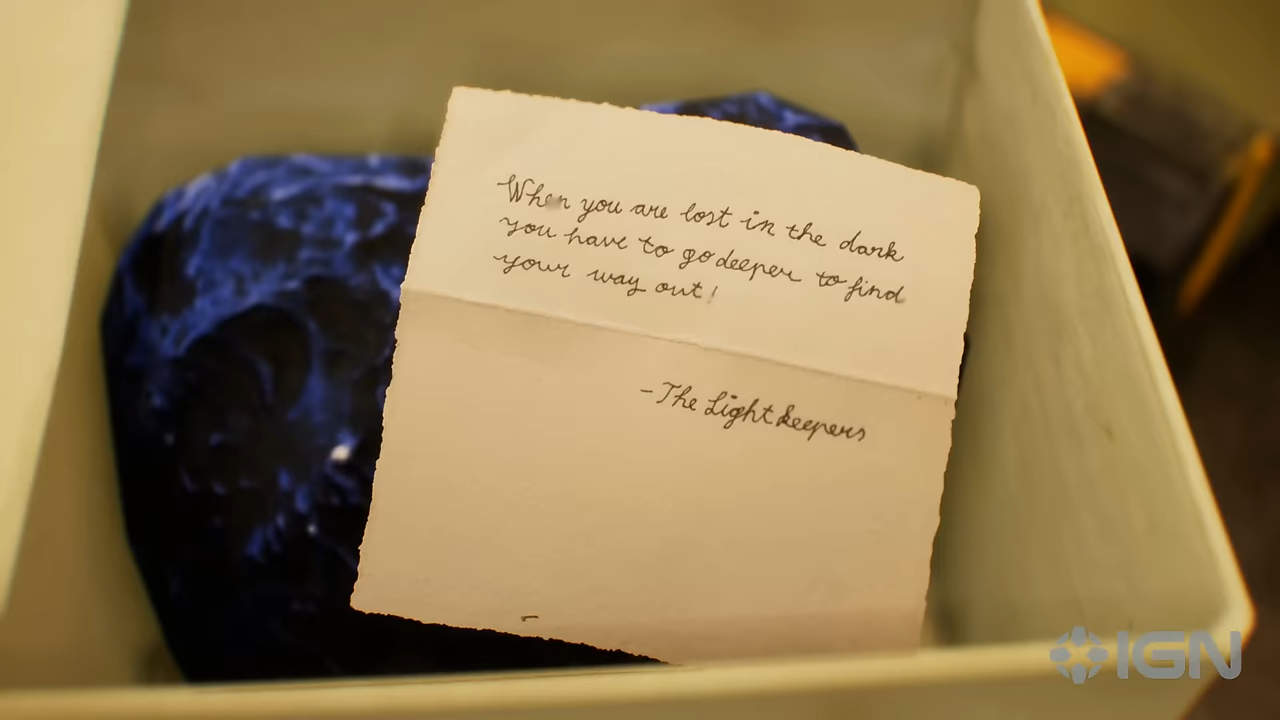 When you are lost in the dark
you have to go deeper to find
your way out!
-The Lightkeepers
IGN